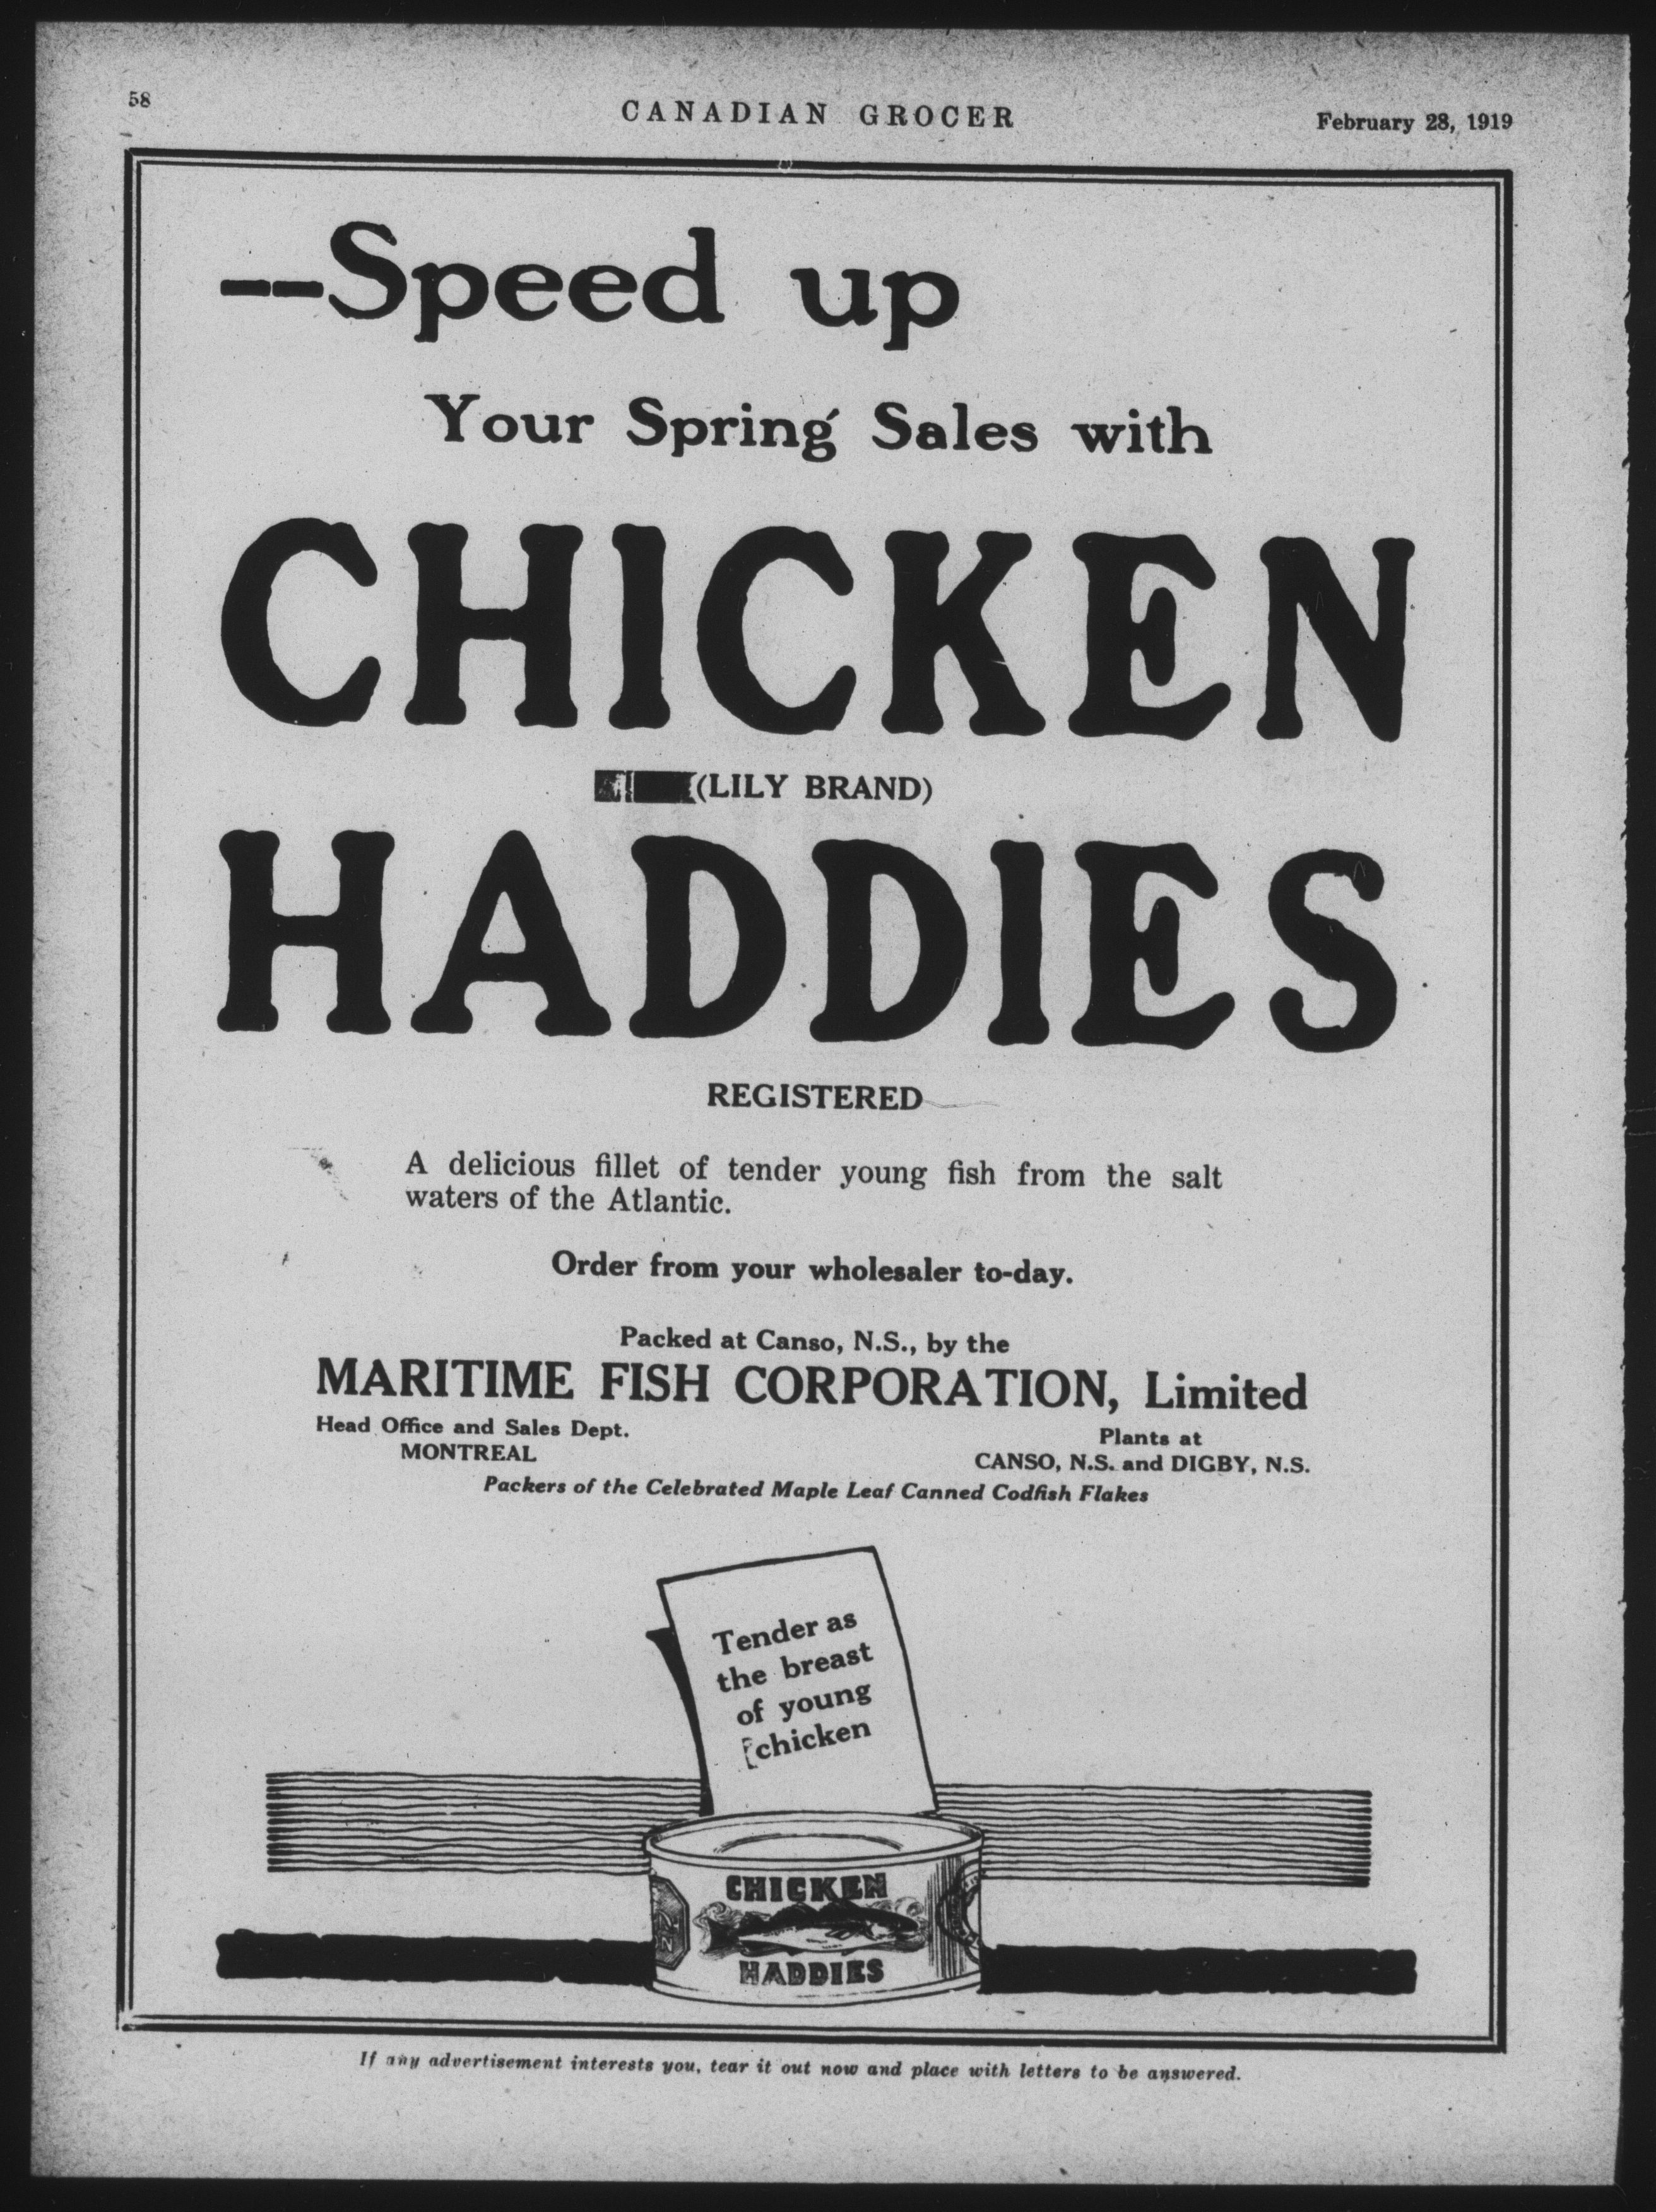 58
CANADIAN GROCER
February 28, 1919
--Speed up
Your Spring Sales with
CHICKEN
(LILY BRAND)
HADDIES
REGISTERED
A delicious fillet of tender young fish from the salt
waters of the Atlantic.
Order from your wholesaler to-day.
Packed at Canso, N.S., by the
MARITIME FISH CORPORATION, Limited
Head Office and Sales Dept.
MONTREAL
Plants at
CANSO, N.S. and DIGBY, N.S.
Packers of the Celebrated Maple Leaf Canned Codfish Flakes
Tender as
the breast
of young
chicken
CHICKEN
HADDIES
If any advertisement interests you, tear it out now and place with letters to be answered.